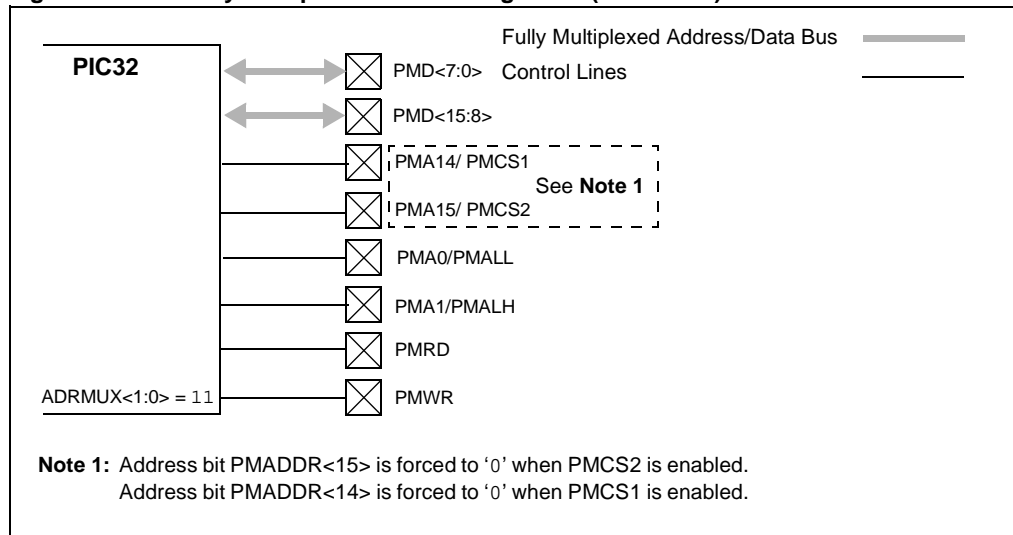 Fully Multiplexed Address/Data Bus
PIC32
PMD<7:0>
Control Lines
PMD<15:8>
PMA14/ PMCS1
See Note 1
PMA15/ PMCS2
PMA0/PMALL
PMA1/PMALH
PMRD
ADRMUX<1:0> = 11
PMWR
Note 1: Address bit PMADDR<15> is forced to ‘0’ when PMCS2 is enabled.
Address bit PMADDR<14> is forced to ‘0’ when PMCS1 is enabled.